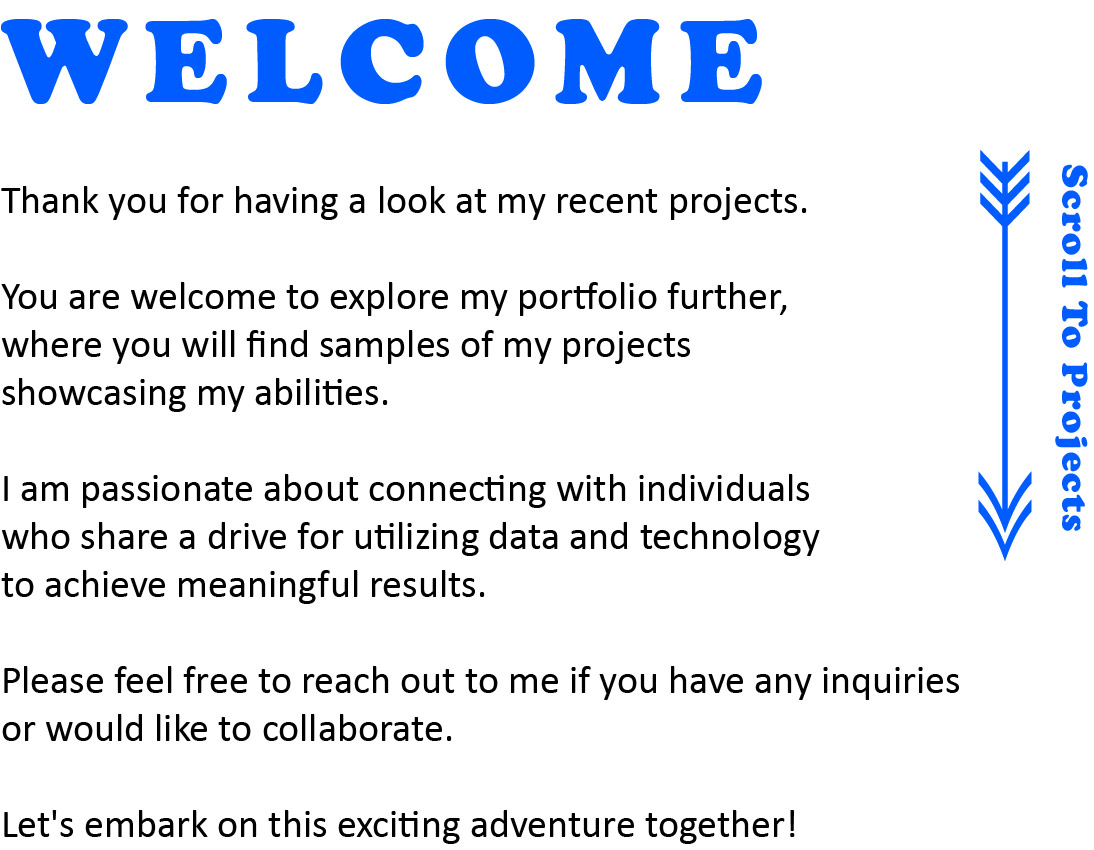 WELCOME
Thank you for having a look at my recent projects.
You are welcome to explore my portfolio further,
where you will find samples of my projects
showcasing my abilities.
I am passionate about connecting with individuals
who share a drive for utilizing data and technology
to achieve meaningful results.
Please feel free to reach out to me if you have any inquiries
or would like to collaborate.
Let's embark on this exciting adventure together!
Scroll To Projects